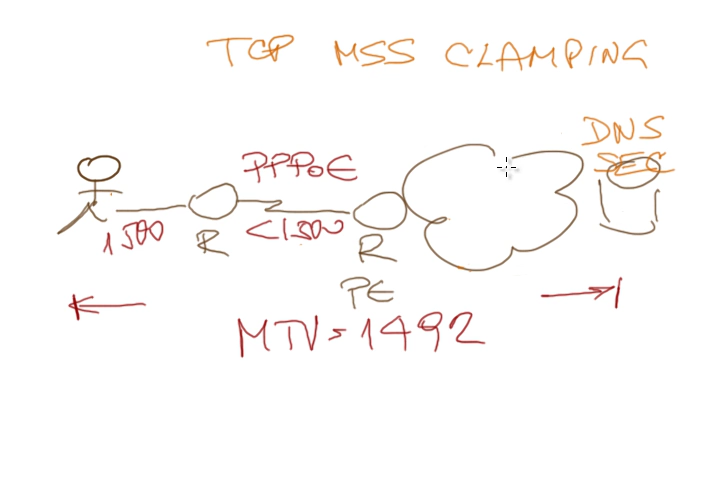 TCP MSS CLAMPING
DNS
SEC
PPPoE
1500
<1500
R
R
PE
MTU=1492